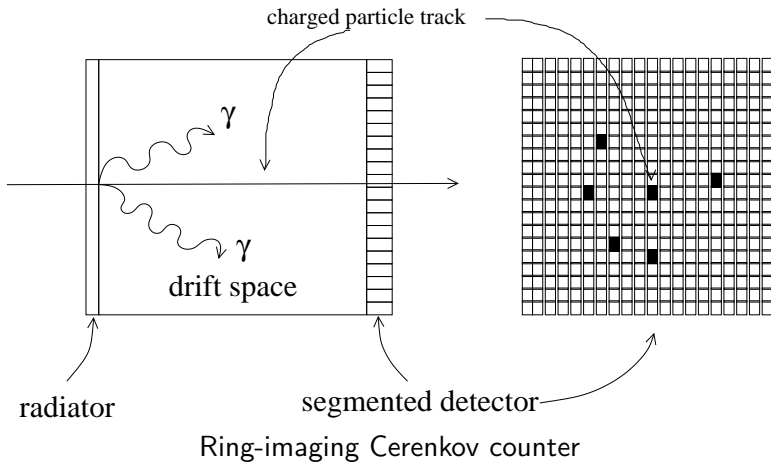 charged particle track
γ
γ
drift space
radiator
segmented detector
Ring-imaging Cerenkov counter